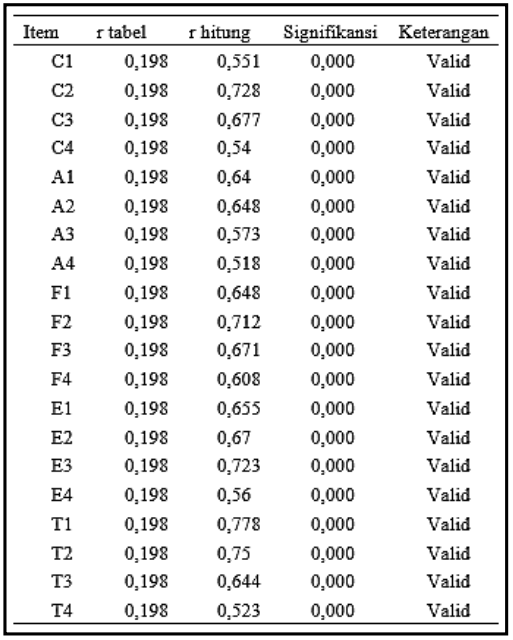 Item r tabel r hitung Signifikansi Keterangan
C1 0,198 0,551 0,000 Valid
C2 0,198 0,728 0,000 Valid
C3 0,198 0,677 0,000 Valid
C4 0,198 0,54 0,000 Valid
A1 0,198 0,64 0,000 Valid
A2 0,198 0,648 0,000 Valid
A3 0,198 0,573 0,000 Valid
A4 0,198 0,518 0,000 Valid
F1 0,198 0,648 0,000 Valid
F2 0,198 0,712 0,000 Valid
F3 0,198 0,671 0,000 Valid
F4 0,198 0,608 0,000 Valid
E1 0,198 0,655 0,000 Valid
E2 0,198 0,67 0,000 Valid
E3 0,198 0,723 0,000 Valid
E4 0,198 0,56 0,000 Valid
T1 0,198 0,778 0,000 Valid
T2 0,198 0,75 0,000 Valid
T3 0,198 0,644 0,000 Valid
T4 0,198 0,523 0,000 Valid